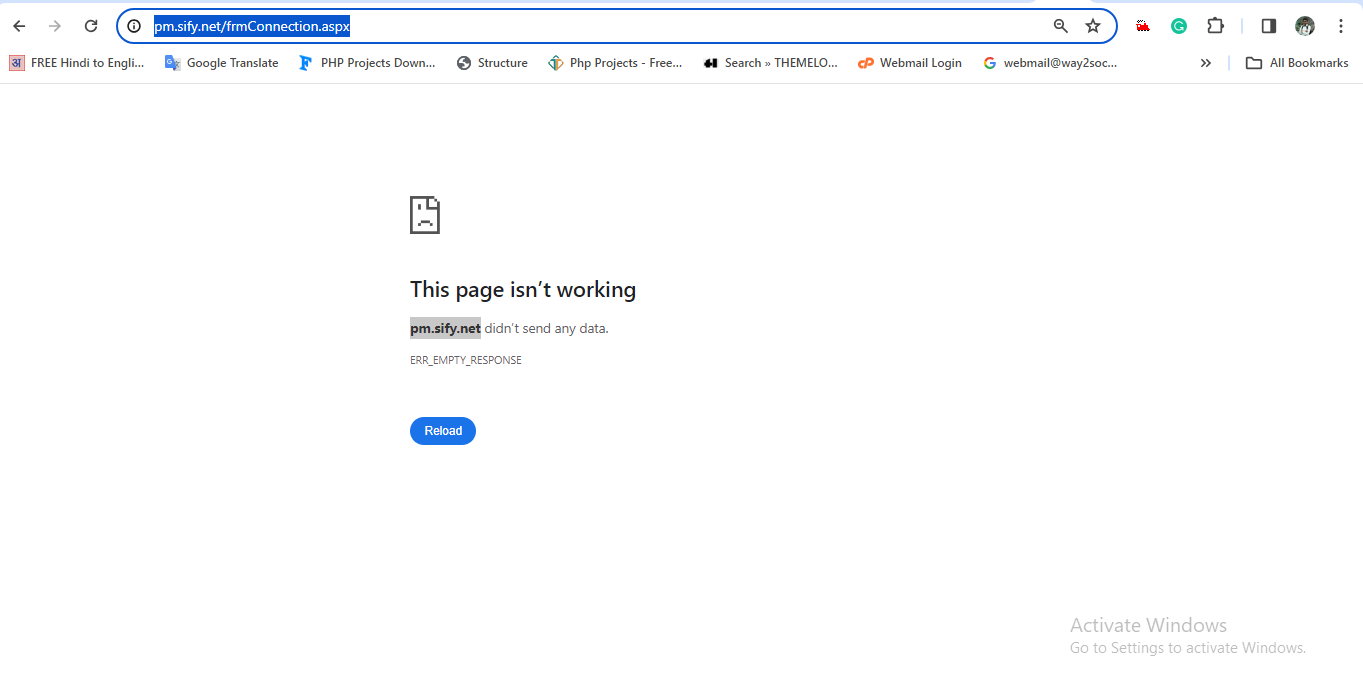 pm.sify.net/frmConnection.aspx
FREE Hindi to Engli... Google Translate PHP Projects Down... Structure Php Projects - Free... Search » THEMELO... Webmail Login webmail@way2soc... » All Bookmarks
This page isn’t working
pm.sify.net didn’t send any data.
ERR_EMPTY_RESPONSE
Reload
Activate Windows
Go to Settings to activate Windows.